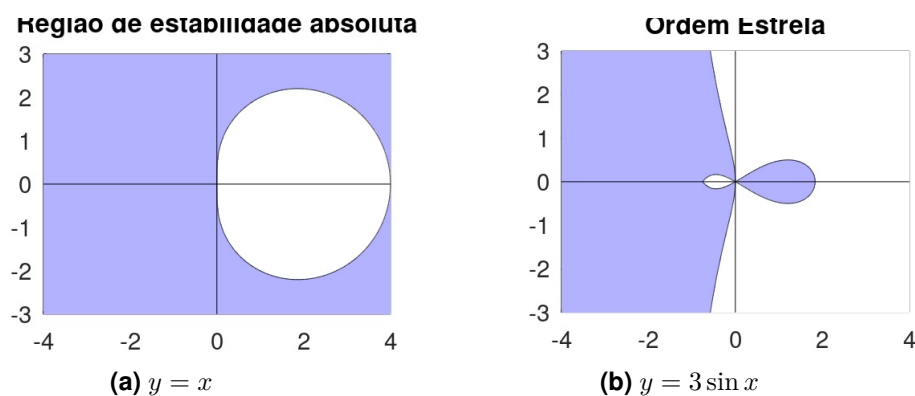 Região de estabilidade absoluta
3
2
1
0
-1
-2
-3
-4 -2 0 2 4
(a) y = x
Ordem Estrela
3
2
1
0
-1
-2
-3
-4 -2 0 2 4
(b) y = 3 sin x